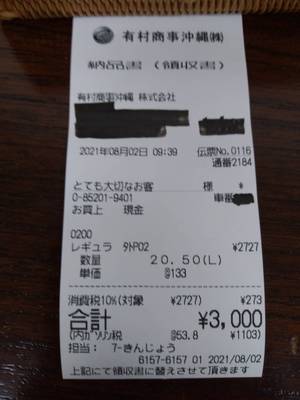 有村商事沖縄㈱
納品書（領収書）
有村商事沖縄 株式会社
2021年08月02日 09:39 伝票No.0116
通番2184
とても大切なお客 様 *
0-85201-9401 車番
お買上 現金
0200
レギュラ 9ｶﾄP02 ¥2727
数量 20.50(L)
単価 @133
消費税10%(対象 ¥2727) ¥273
合計 ¥3,000
(内ガソリン税 @53.8 ¥1103)
担当： 7-きんじょう
6157-6157 01 2021/08/02
上記にて領収書に替えさせて頂きます